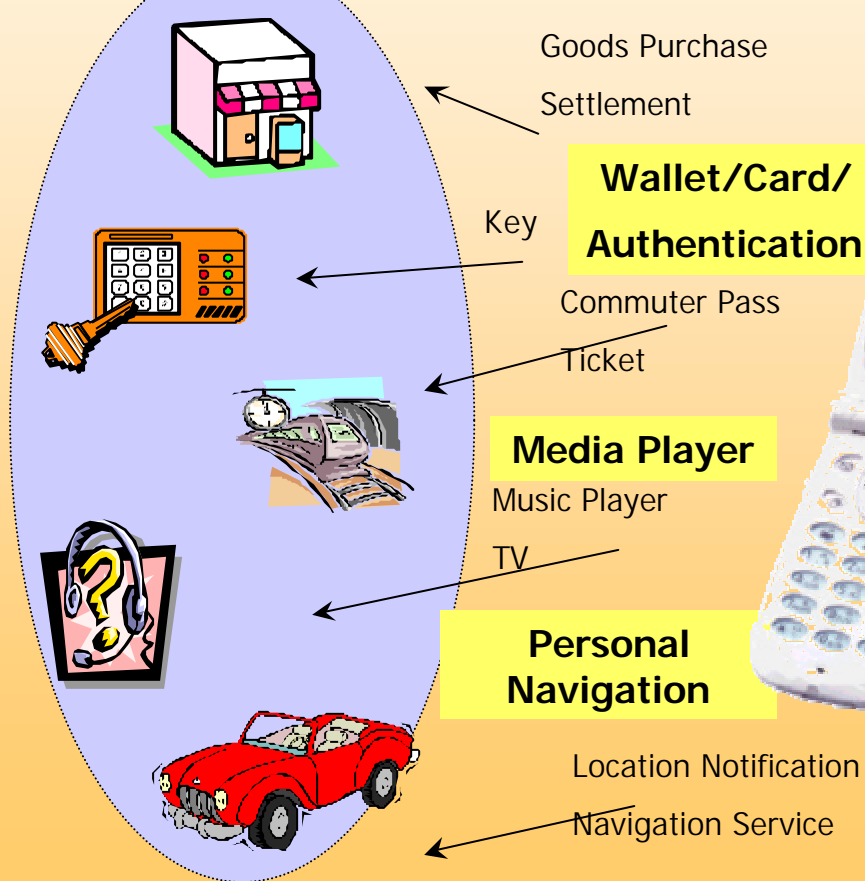 Goods Purchase
Settlement
Wallet/Card/
Authentication
Key
Commuter Pass
Ticket
Media Player
Music Player
TV
Personal
Navigation
Location Notification
Navigation Service